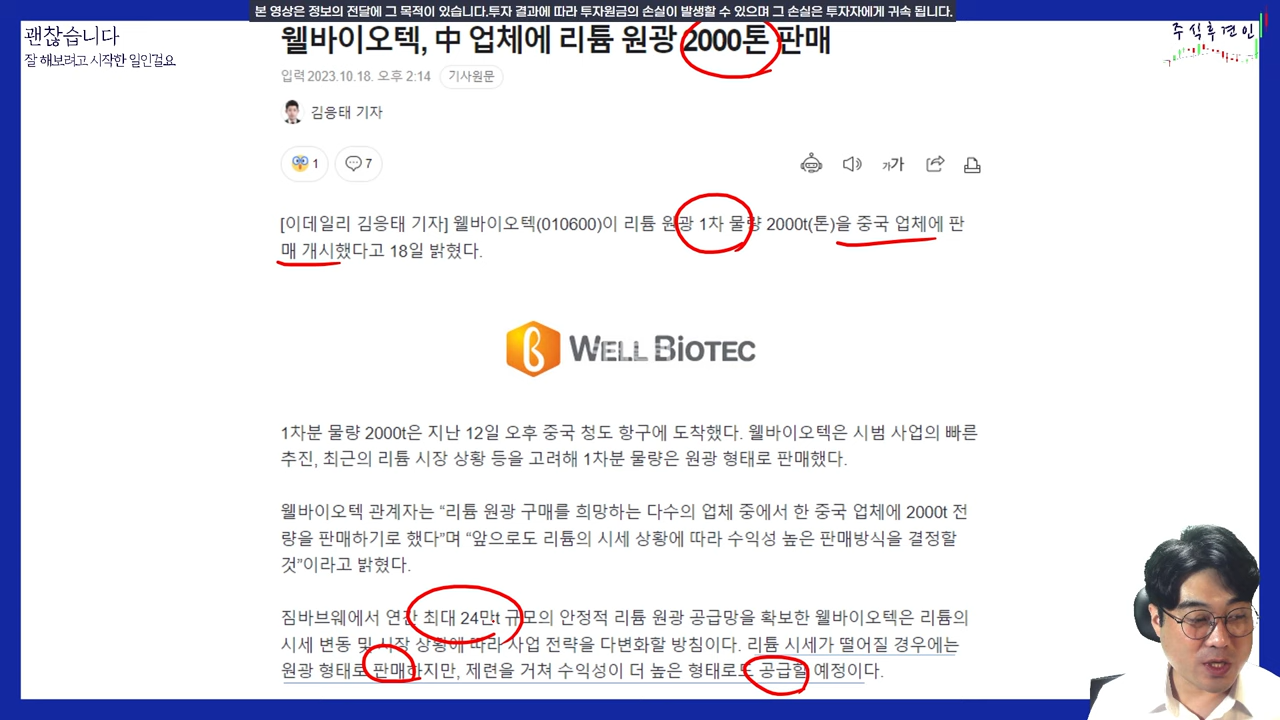 본 영상은 정보의 전달에 그 목적이 있습니다.투자 결과에 따라 투자원금의 손실이 발생할 수 있으며 그 손실은 투자자에게 귀속 됩니다.
괜찮습니다
잘 해보려고 시작한 일인걸요
주식후견인
웰바이오텍, 中 업체에 리튬 원광 2000톤 판매
입력 2023.10.18. 오후 2:14 기사원문
김응태 기자
1 7
가가
[이데일리 김응태 기자] 웰바이오텍(010600)이 리튬 원광 1차 물량 2000t(톤)을 중국 업체에 판
매 개시했다고 18일 밝혔다.
WELL BIOTEC
1차분 물량 2000t은 지난 12일 오후 중국 청도 항구에 도착했다. 웰바이오텍은 시범 사업의 빠른
추진, 최근의 리튬 시장 상황 등을 고려해 1차분 물량은 원광 형태로 판매했다.
웰바이오텍 관계자는 “리튬 원광 구매를 희망하는 다수의 업체 중에서 한 중국 업체에 2000t 전
량을 판매하기로 했다”며 “앞으로도 리튬의 시세 상황에 따라 수익성 높은 판매방식을 결정할
것”이라고 밝혔다.
짐바브웨에서 연간 최대 24만t 규모의 안정적 리튬 원광 공급망을 확보한 웰바이오텍은 리튬의
시세 변동 및 시장 상황에 따라 사업 전략을 다변화할 방침이다. 리튬 시세가 떨어질 경우에는
원광 형태로 판매하지만, 제련을 거쳐 수익성이 더 높은 형태로도 공급할 예정이다.